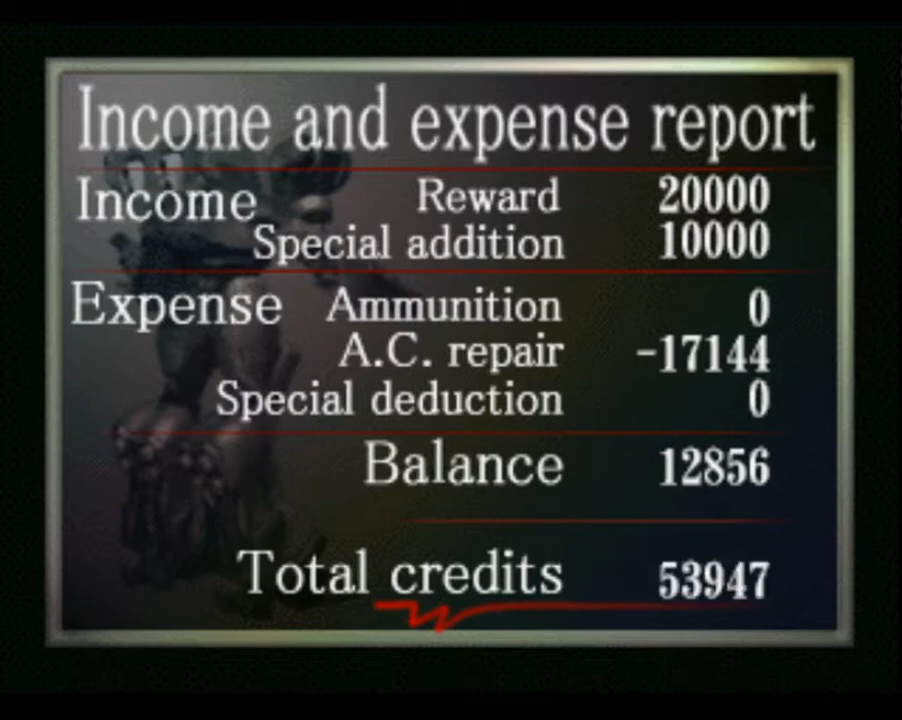 Income and expense report
Income Reward 20000
Special addition 10000
Expense Ammunition 0
A.C. repair -17144
Special deduction 0
Balance 12856
Total credits 53947